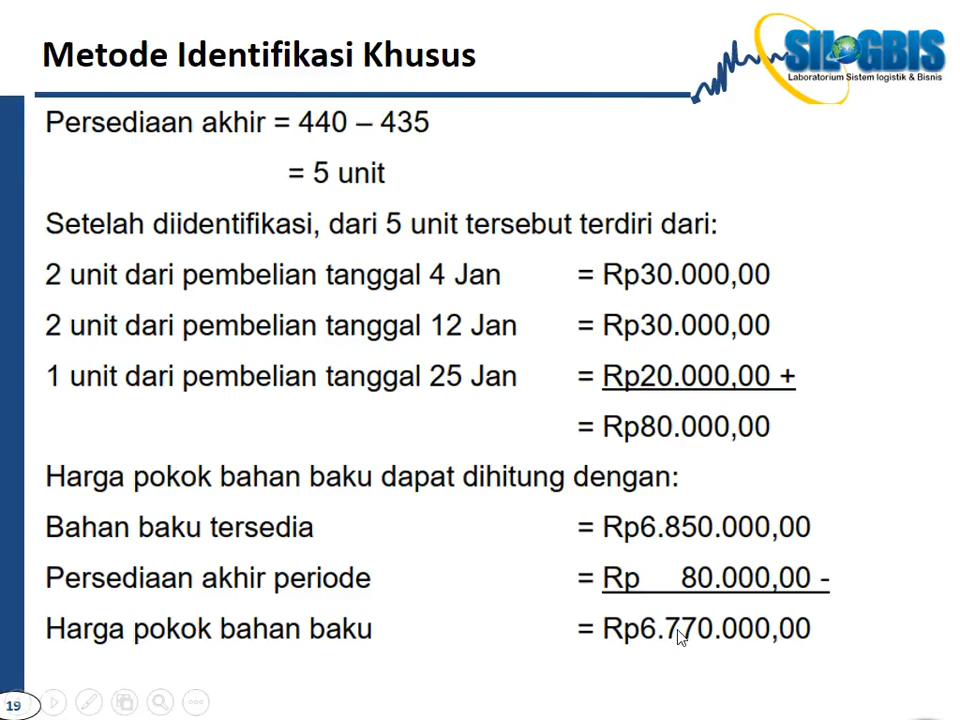 Metode Identifikasi Khusus
SILOGBIS
Laboratorium Sistem logistik & Bisnis
Persediaan akhir = 440 – 435
= 5 unit
Setelah diidentifikasi, dari 5 unit tersebut terdiri dari:
2 unit dari pembelian tanggal 4 Jan = Rp30.000,00
2 unit dari pembelian tanggal 12 Jan = Rp30.000,00
1 unit dari pembelian tanggal 25 Jan = Rp20.000,00 +
= Rp80.000,00
Harga pokok bahan baku dapat dihitung dengan:
Bahan baku tersedia = Rp6.850.000,00
Persediaan akhir periode = Rp 80.000,00 -
Harga pokok bahan baku = Rp6.770.000,00
19